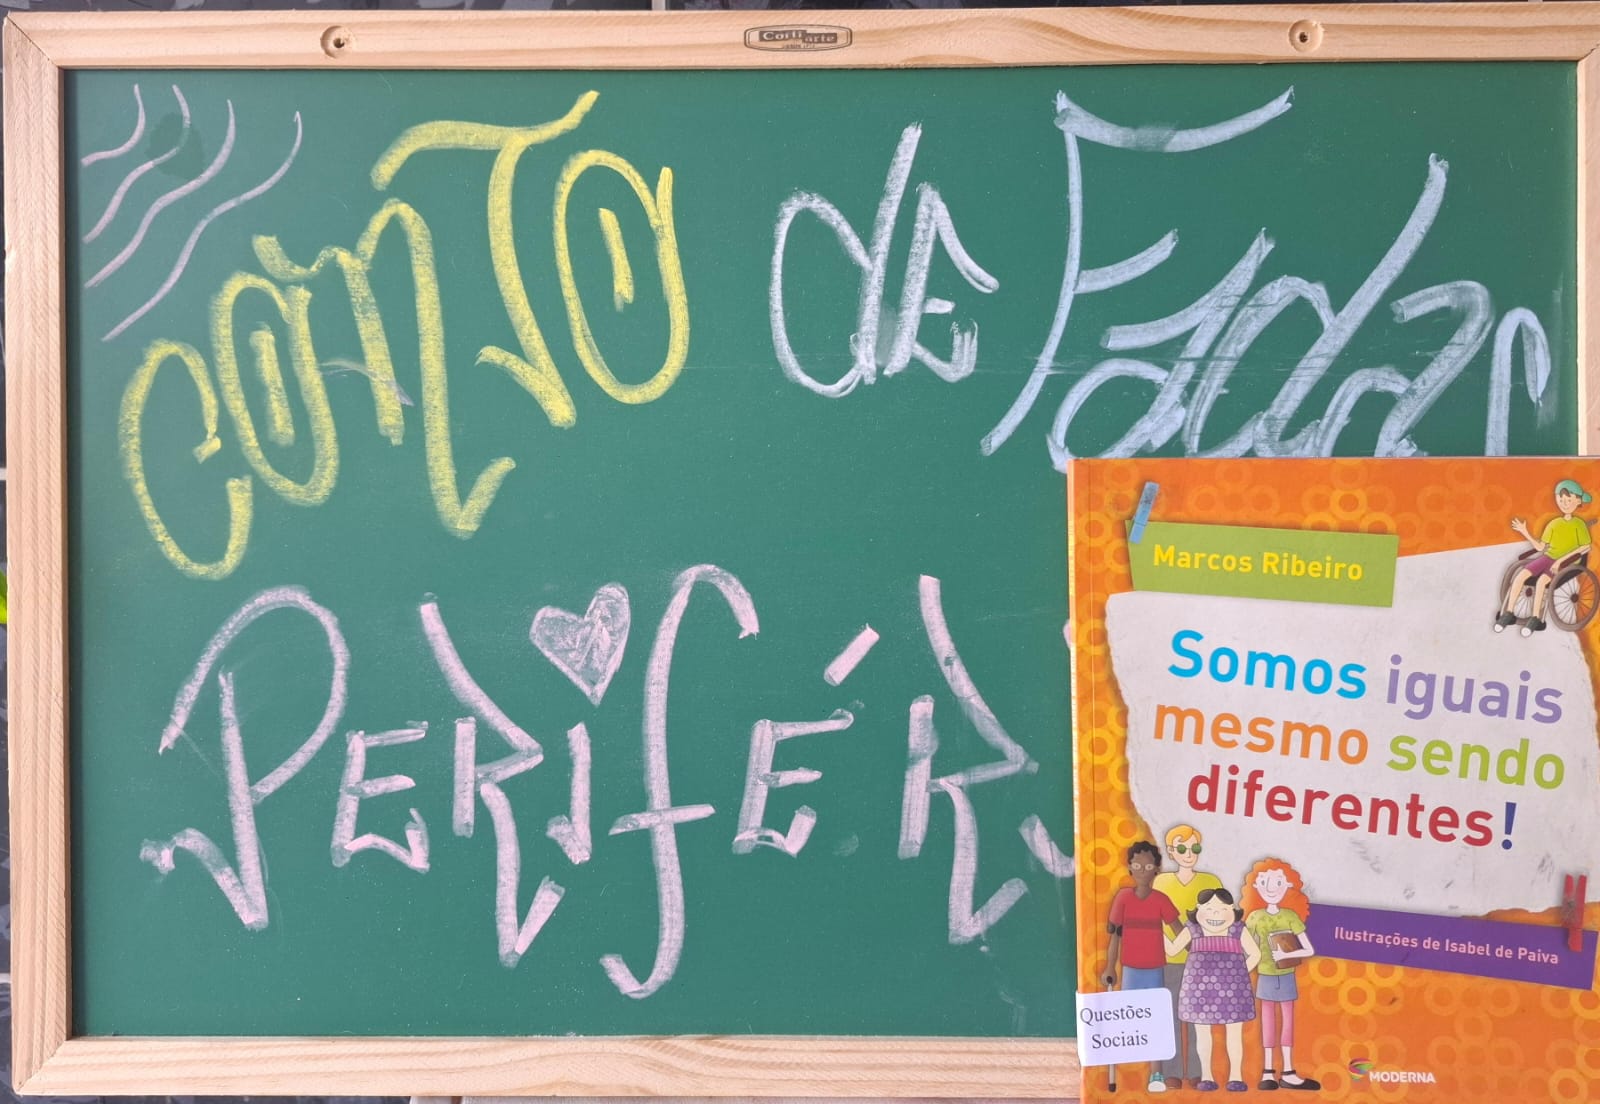 CONTO de Fadas
PERIFÉR
Corti arte
Marcos Ribeiro
Somos iguais
mesmo sendo
diferentes!
Ilustrações de Isabel de Paiva
Questões
Sociais
MODERNA